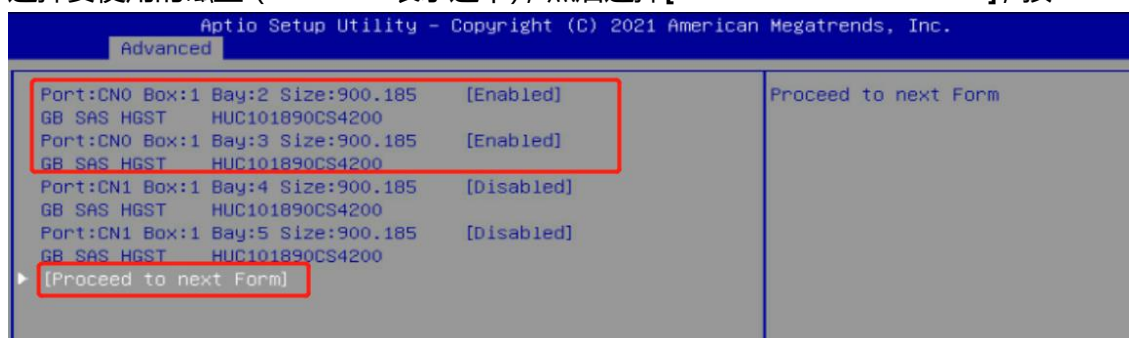 Aptio Setup Utility – Copyright (C) 2021 American Megatrends, Inc.
Advanced
Port:CN0 Box:1 Bay:2 Size:900.185 [Enabled] Proceed to next Form
GB SAS HGST HUC101890CS4200
Port:CN0 Box:1 Bay:3 Size:900.185 [Enabled]
GB SAS HGST HUC101890CS4200
Port:CN1 Box:1 Bay:4 Size:900.185 [Disabled]
GB SAS HGST HUC101890CS4200
Port:CN1 Box:1 Bay:5 Size:900.185 [Disabled]
GB SAS HGST HUC101890CS4200
[Proceed to next Form]